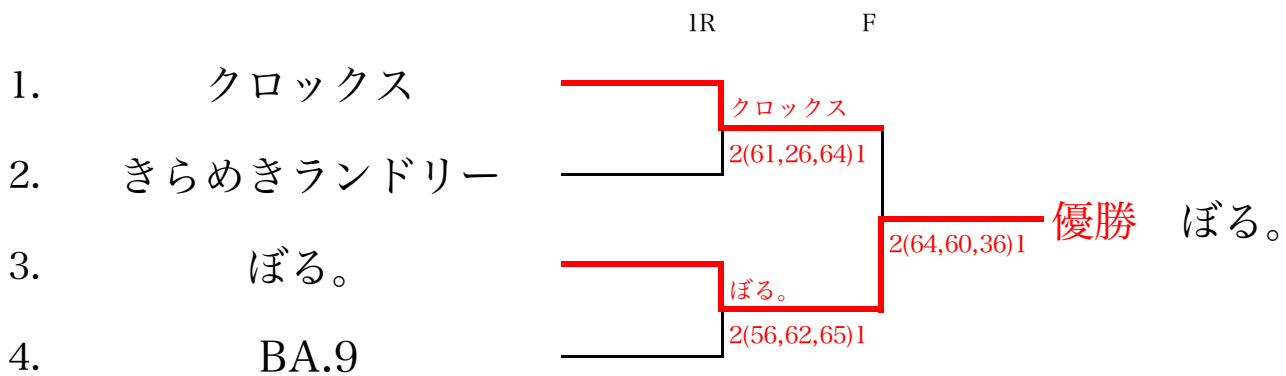 1R F
1. クロックス
クロックス
2(61,26,64)1
2. きらめきランドリー
優勝 ぼる。
2(64,60,36)1
3. ぼる。
ぼる。
2(56,62,65)1
4. BA.9